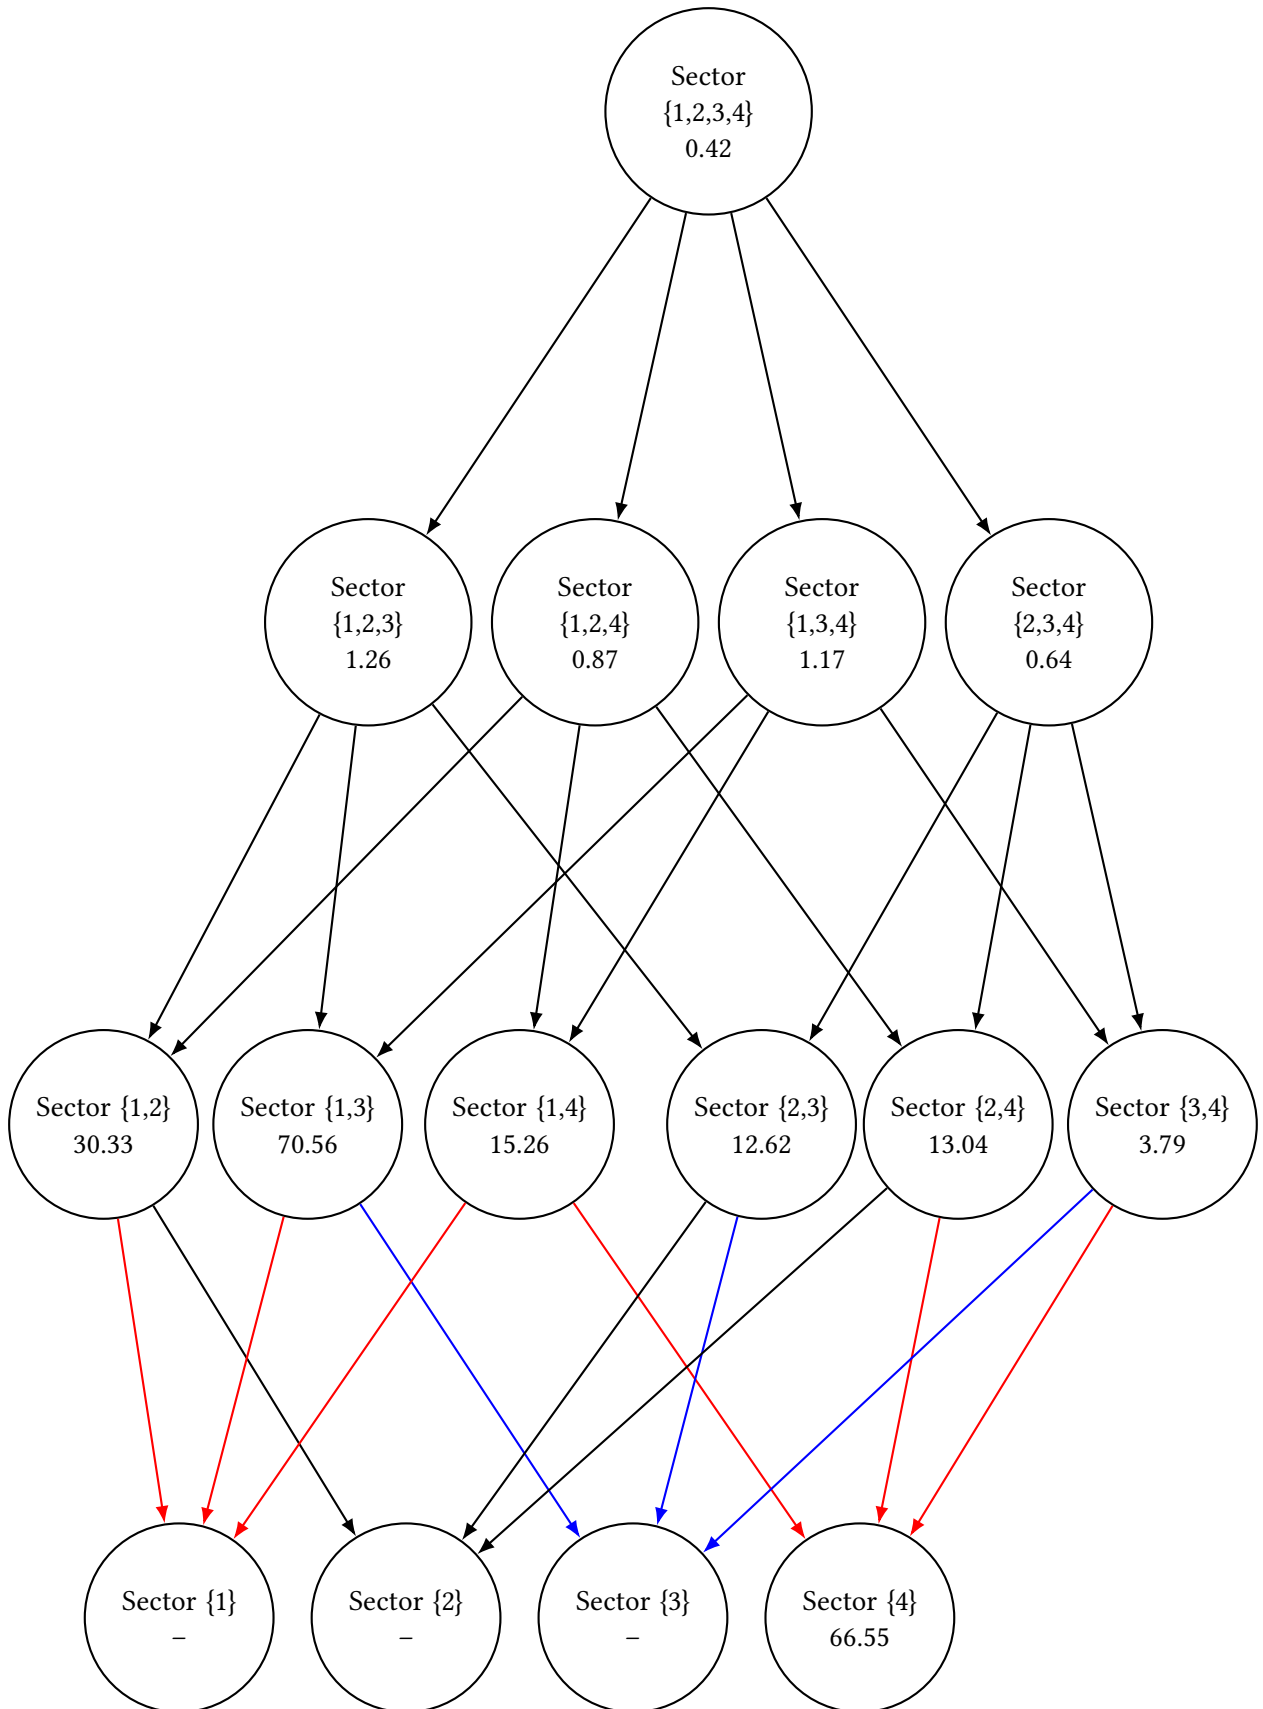 Sector
{1,2,3,4}
0.42
Sector
{1,2,3}
1.26
Sector
{1,2,4}
0.87
Sector
{1,3,4}
1.17
Sector
{2,3,4}
0.64
Sector {1,2}
30.33
Sector {1,3}
70.56
Sector {1,4}
15.26
Sector {2,3}
12.62
Sector {2,4}
13.04
Sector {3,4}
3.79
Sector {1}
–
Sector {2}
–
Sector {3}
–
Sector {4}
66.55